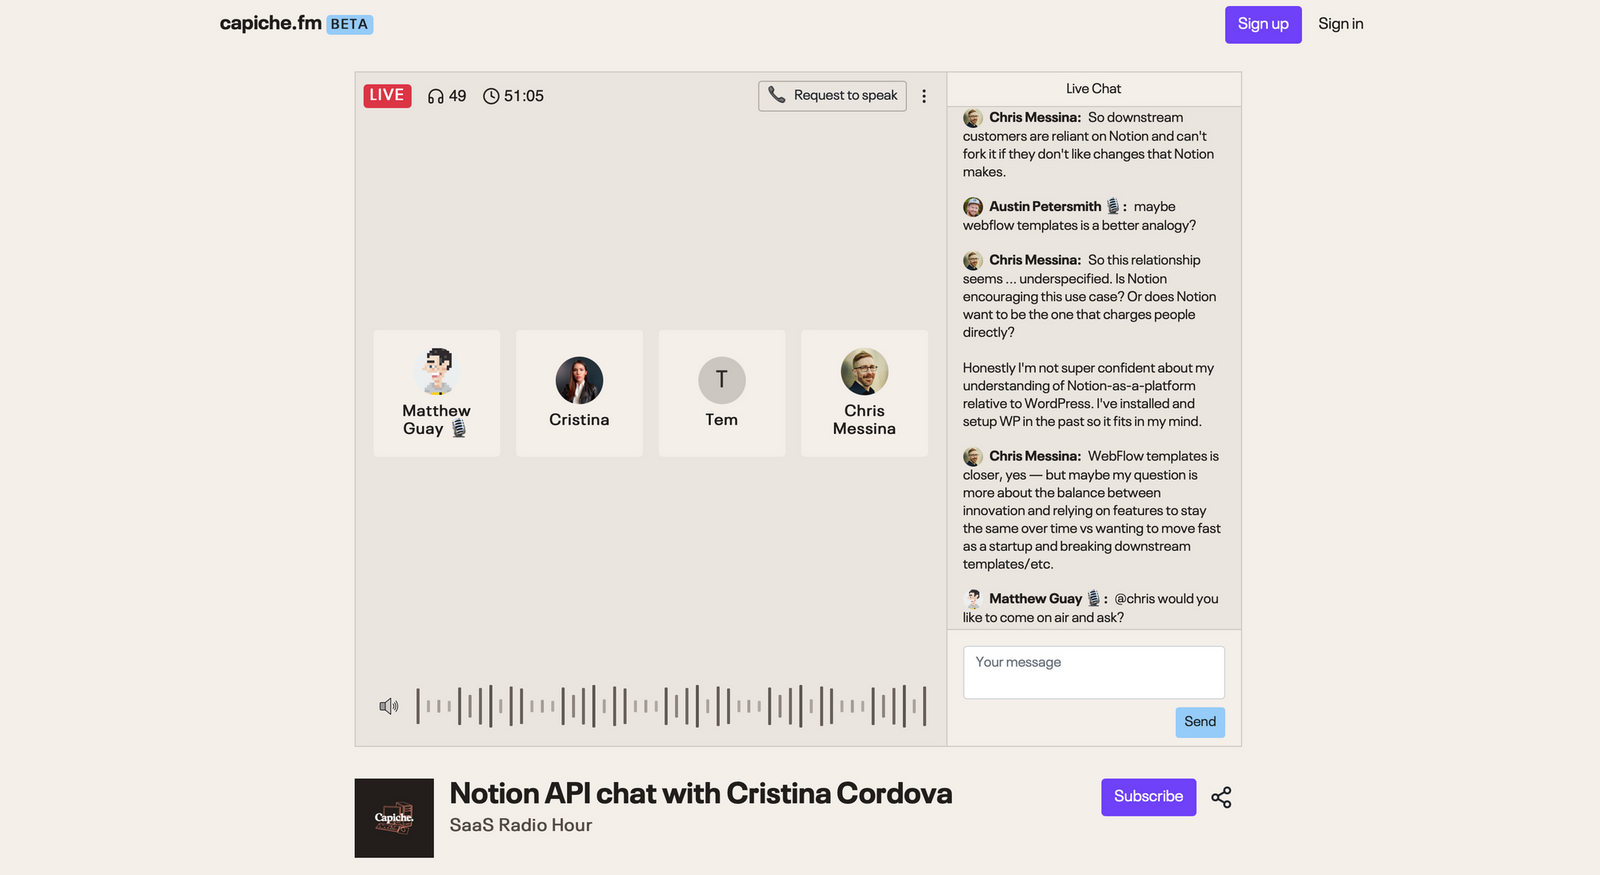 capiche.fm BETA
Sign up
Sign in
LIVE 49 51:05
Request to speak
Matthew
Guay
Cristina
T
Tem
Chris
Messina
Live Chat
Chris Messina: So downstream
customers are reliant on Notion and can't
fork it if they don't like changes that Notion
makes.
Austin Petersmith : maybe
webflow templates is a better analogy?
Chris Messina: So this relationship
seems ... underspecified. Is Notion
encouraging this use case? Or does Notion
want to be the one that charges people
directly?
Honestly I'm not super confident about my
understanding of Notion-as-a-platform
relative to WordPress. I've installed and
setup WP in the past so it fits in my mind.
Chris Messina: WebFlow templates is
closer, yes — but maybe my question is
more about the balance between
innovation and relying on features to stay
the same over time vs wanting to move fast
as a startup and breaking downstream
templates/etc.
Matthew Guay : @chris would you
like to come on air and ask?
Your message
Send
Capiche.
Notion API chat with Cristina Cordova
SaaS Radio Hour
Subscribe